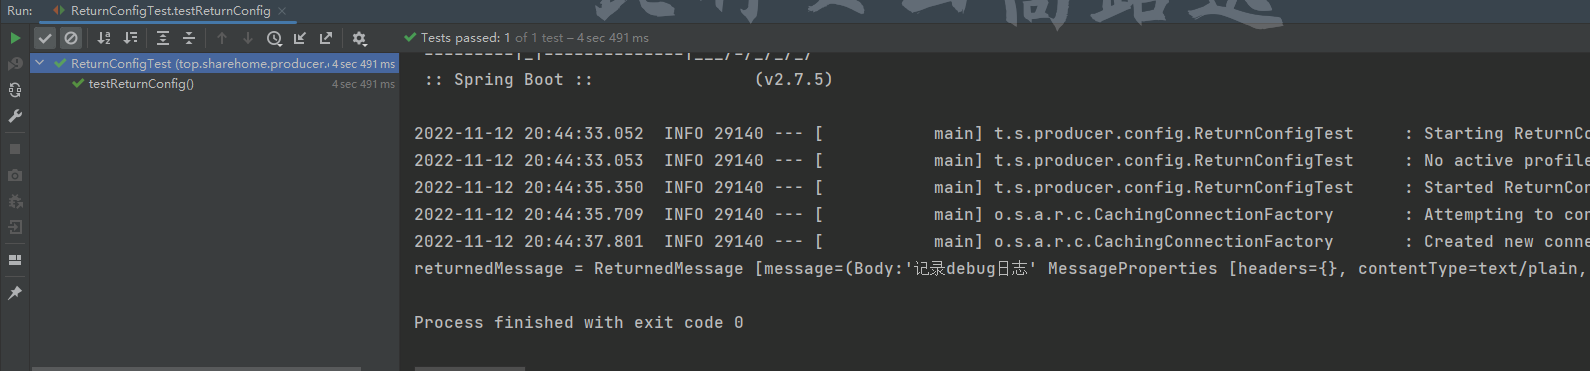 Run: ReturnConfigTest.testReturnConfig
Tests passed: 1 of 1 test – 4 sec 491 ms
ReturnConfigTest (top.sharehome.producer. 4 sec 491 ms
testReturnConfig() 4 sec 491 ms
:: Spring Boot :: (v2.7.5)
2022-11-12 20:44:33.052 INFO 29140 --- [ main] t.s.producer.config.ReturnConfigTest : Starting ReturnCo
2022-11-12 20:44:33.053 INFO 29140 --- [ main] t.s.producer.config.ReturnConfigTest : No active profile
2022-11-12 20:44:35.350 INFO 29140 --- [ main] t.s.producer.config.ReturnConfigTest : Started ReturnCon
2022-11-12 20:44:35.709 INFO 29140 --- [ main] o.s.a.r.c.CachingConnectionFactory : Attempting to con
2022-11-12 20:44:37.801 INFO 29140 --- [ main] o.s.a.r.c.CachingConnectionFactory : Created new conne
returnedMessage = ReturnedMessage [message=(Body:'记录debug日志' MessageProperties [headers={}, contentType=text/plain,
Process finished with exit code 0